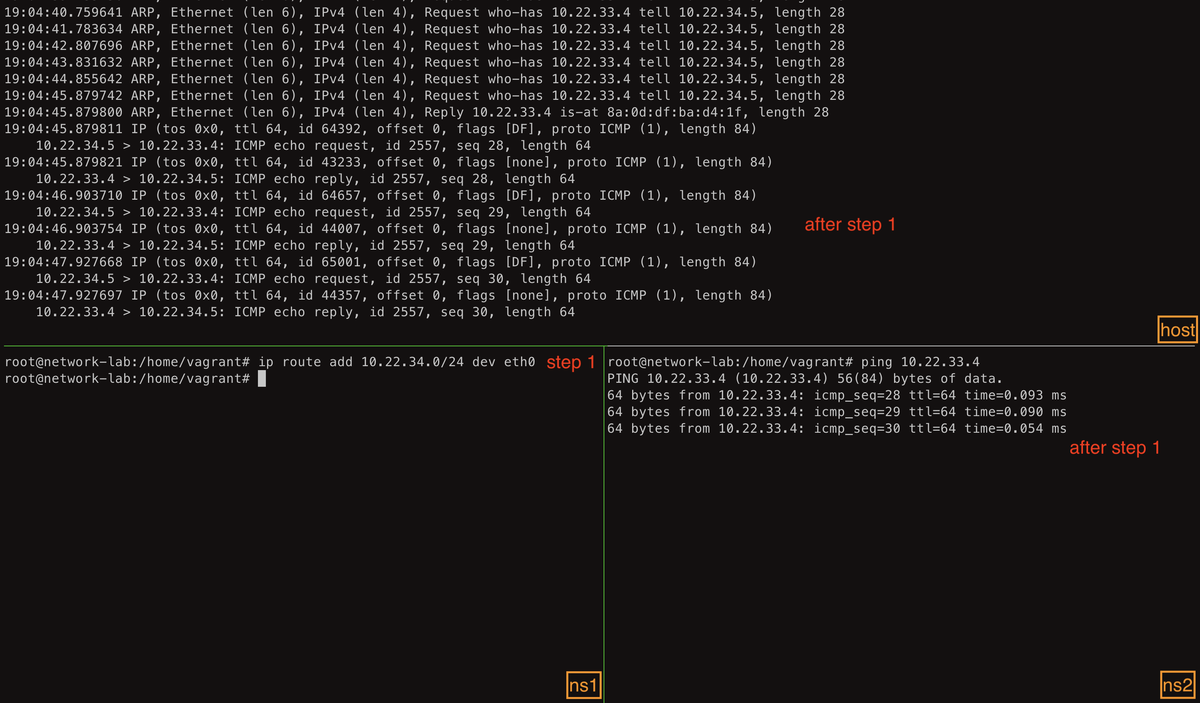 19:04:40.759641 ARP, Ethernet (len 6), IPv4 (len 4), Request who-has 10.22.33.4 tell 10.22.34.5, length 28
19:04:41.783634 ARP, Ethernet (len 6), IPv4 (len 4), Request who-has 10.22.33.4 tell 10.22.34.5, length 28
19:04:42.807696 ARP, Ethernet (len 6), IPv4 (len 4), Request who-has 10.22.33.4 tell 10.22.34.5, length 28
19:04:43.831632 ARP, Ethernet (len 6), IPv4 (len 4), Request who-has 10.22.33.4 tell 10.22.34.5, length 28
19:04:44.855642 ARP, Ethernet (len 6), IPv4 (len 4), Request who-has 10.22.33.4 tell 10.22.34.5, length 28
19:04:45.879742 ARP, Ethernet (len 6), IPv4 (len 4), Request who-has 10.22.33.4 tell 10.22.34.5, length 28
19:04:45.879800 ARP, Ethernet (len 6), IPv4 (len 4), Reply 10.22.33.4 is-at 8a:0d:df:ba:d4:1f, length 28
19:04:45.879811 IP (tos 0x0, ttl 64, id 64392, offset 0, flags [DF], proto ICMP (1), length 84)
10.22.34.5 > 10.22.33.4: ICMP echo request, id 2557, seq 28, length 64
19:04:45.879821 IP (tos 0x0, ttl 64, id 43233, offset 0, flags [none], proto ICMP (1), length 84)
10.22.33.4 > 10.22.34.5: ICMP echo reply, id 2557, seq 28, length 64
19:04:46.903710 IP (tos 0x0, ttl 64, id 64657, offset 0, flags [DF], proto ICMP (1), length 84)
10.22.34.5 > 10.22.33.4: ICMP echo request, id 2557, seq 29, length 64
19:04:46.903754 IP (tos 0x0, ttl 64, id 44007, offset 0, flags [none], proto ICMP (1), length 84)
after step 1
10.22.33.4 > 10.22.34.5: ICMP echo reply, id 2557, seq 29, length 64
19:04:47.927668 IP (tos 0x0, ttl 64, id 65001, offset 0, flags [DF], proto ICMP (1), length 84)
10.22.34.5 > 10.22.33.4: ICMP echo request, id 2557, seq 30, length 64
19:04:47.927697 IP (tos 0x0, ttl 64, id 44357, offset 0, flags [none], proto ICMP (1), length 84)
10.22.33.4 > 10.22.34.5: ICMP echo reply, id 2557, seq 30, length 64
host
root@network-lab:/home/vagrant# ip route add 10.22.34.0/24 dev eth0
step 1
root@network-lab:/home/vagrant#
ns1
root@network-lab:/home/vagrant# ping 10.22.33.4
PING 10.22.33.4 (10.22.33.4) 56(84) bytes of data.
64 bytes from 10.22.33.4: icmp_seq=28 ttl=64 time=0.093 ms
64 bytes from 10.22.33.4: icmp_seq=29 ttl=64 time=0.090 ms
64 bytes from 10.22.33.4: icmp_seq=30 ttl=64 time=0.054 ms
after step 1
ns2